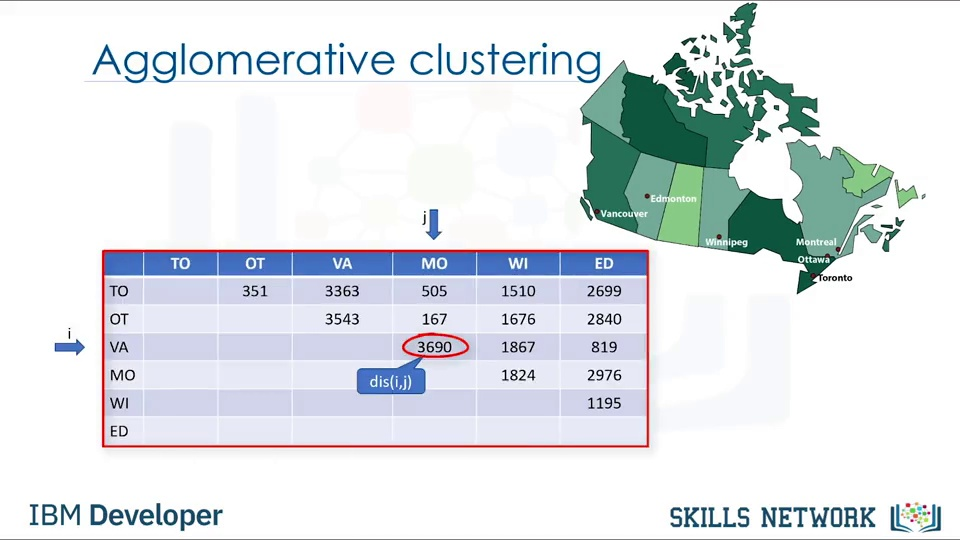 Agglomerative clustering
Edmonton
Vancouver
Winnipeg
Montreal
Ottawa
Toronto
j
TO OT VA MO WI ED
TO 351 3363 505 1510 2699
i
OT 3543 167 1676 2840
VA 3690 1867 819
MO 1824 2976
dis(i,j)
WI 1195
ED
IBM Developer
SKILLS NETWORK